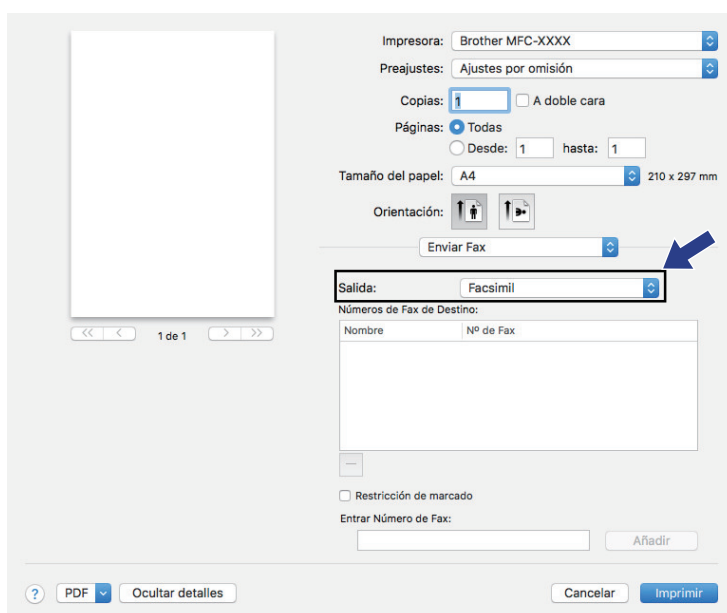 Impresora: Brother MFC-XXXX
Preajustes: Ajustes por omisión
Copias: 1 A doble cara
Páginas: Todas
Desde: 1 hasta: 1
Tamaño del papel: A4 210 x 297 mm
Orientación:
Enviar Fax
Salida: Facsimil
Números de Fax de Destino:
Nombre Nº de Fax
1 de 1
Restricción de marcado
Entrar Número de Fax:
Añadir
? PDF Ocultar detalles Cancelar Imprimir